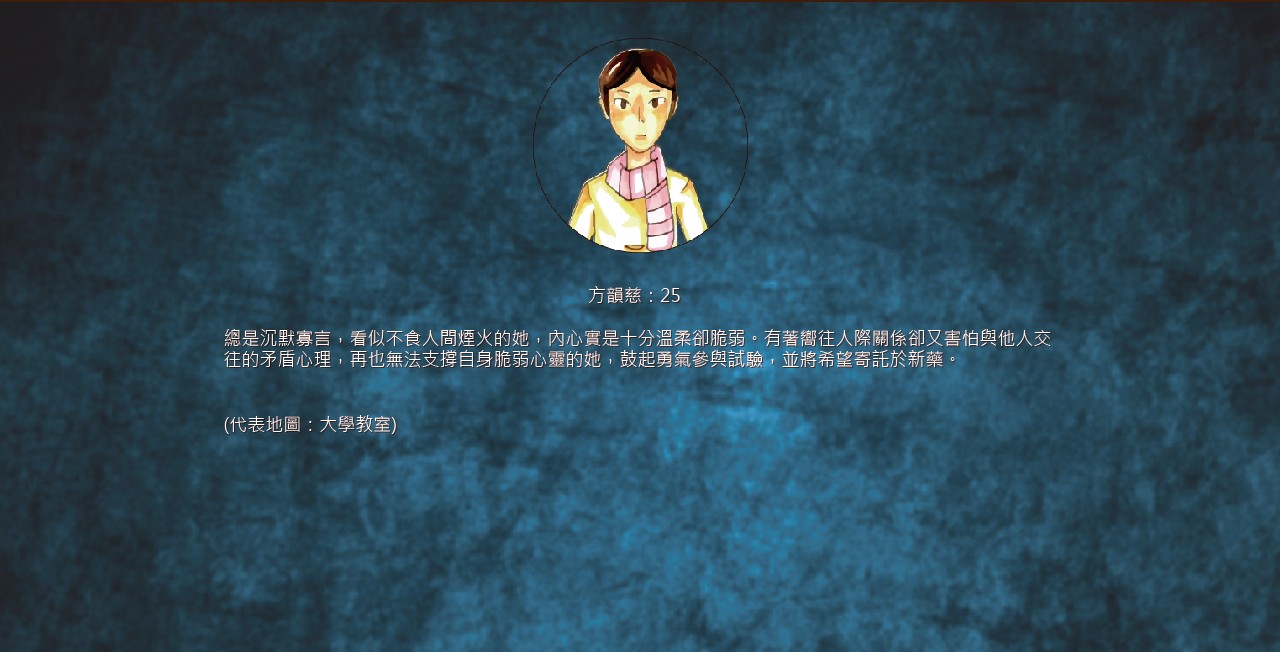 方韻慈：25
總是沉默寡言，看似不食人間煙火的她，內心實是十分溫柔卻脆弱。有著嚮往人際關係卻又害怕與他人交
往的矛盾心理，再也無法支撐自身脆弱心靈的她，鼓起勇氣參與試驗，並將希望寄託於新藥。
(代表地圖：大學教室)